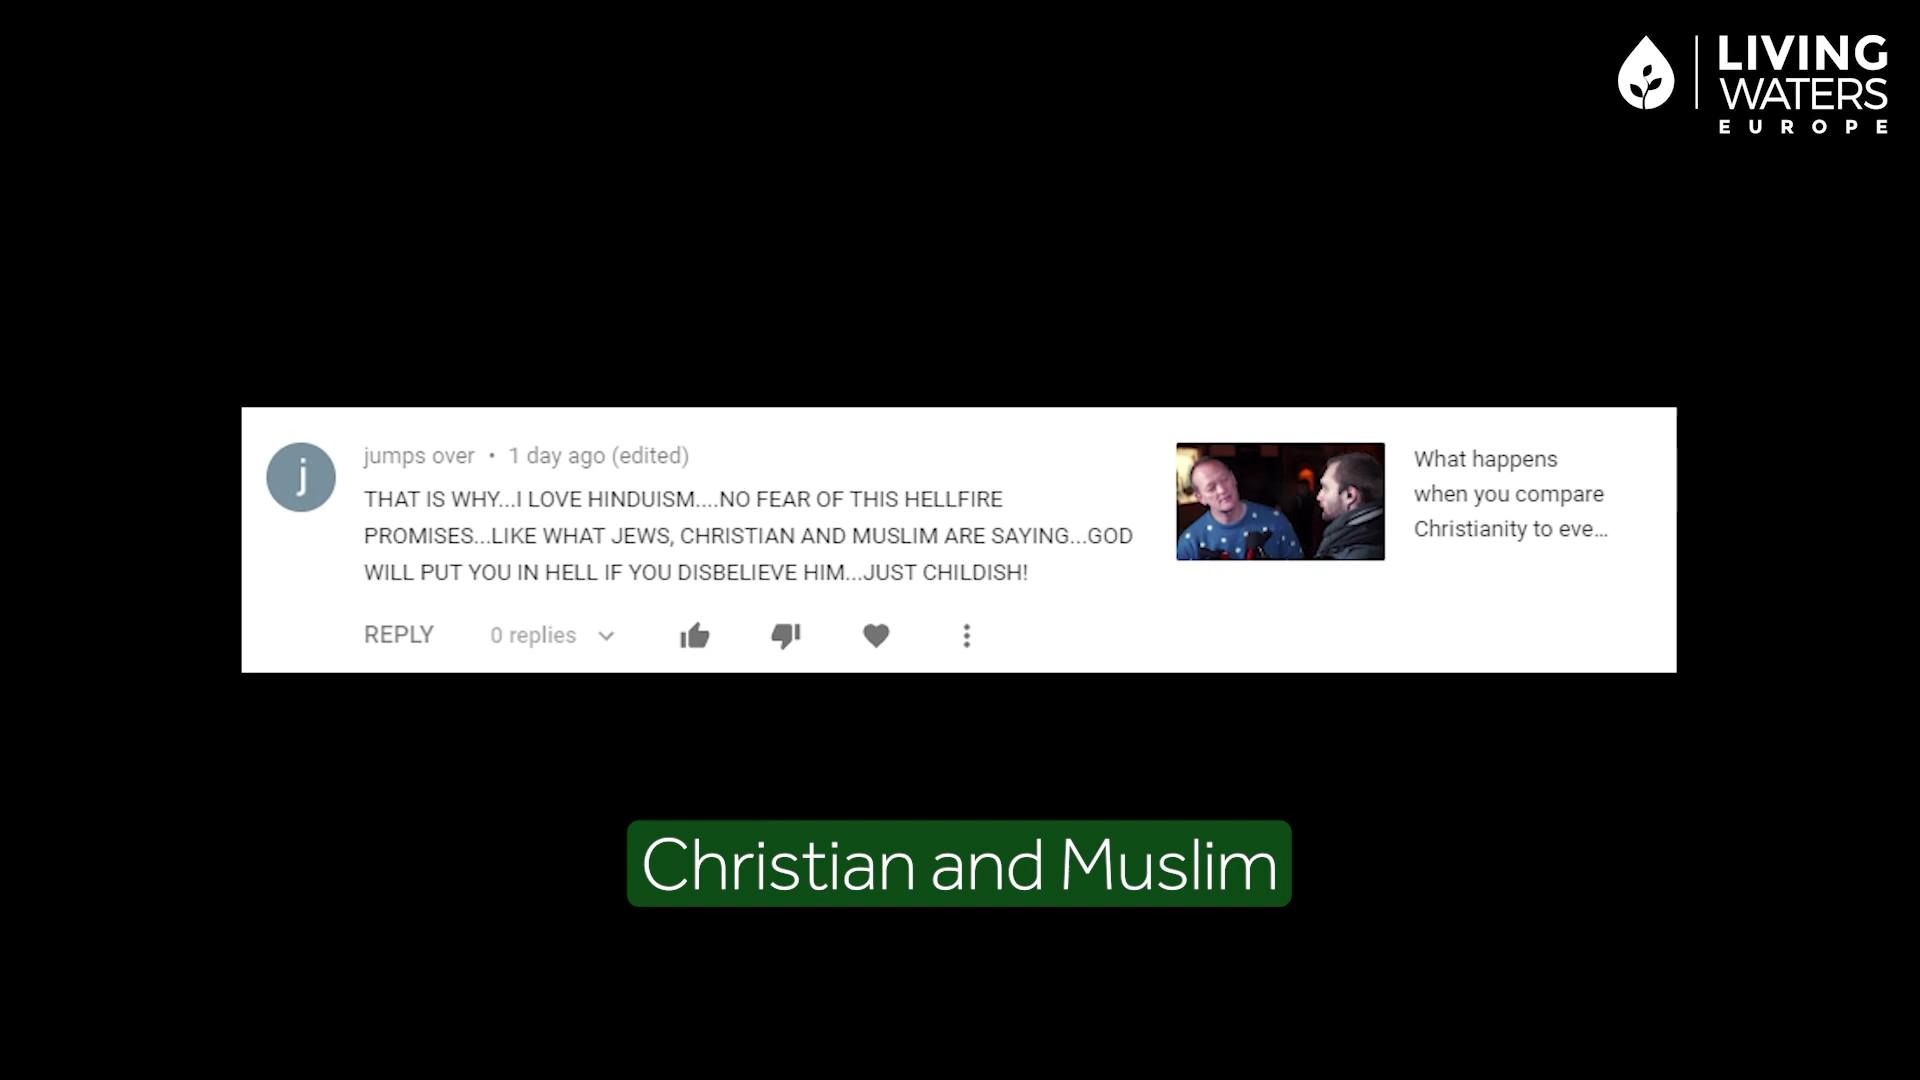 LIVING
WATERS
EUROPE
j
jumps over • 1 day ago (edited)
THAT IS WHY...I LOVE HINDUISM....NO FEAR OF THIS HELLFIRE
PROMISES...LIKE WHAT JEWS, CHRISTIAN AND MUSLIM ARE SAYING...GOD
WILL PUT YOU IN HELL IF YOU DISBELIEVE HIM...JUST CHILDISH!
REPLY 0 replies
What happens
when you compare
Christianity to eve...
Christian and Muslim